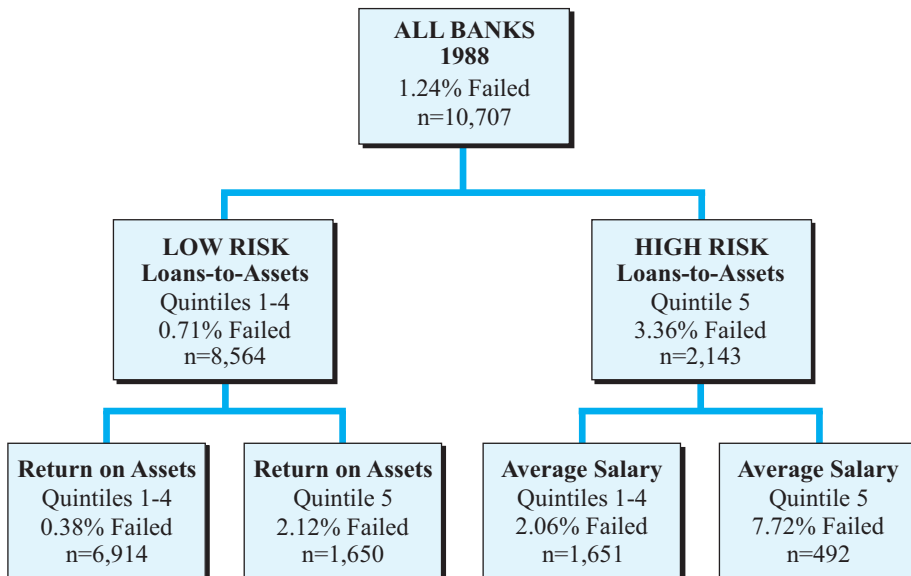 ALL BANKS
1988
1.24% Failed
n=10,707
LOW RISK
Loans-to-Assets
Quintiles 1-4
0.71% Failed
n=8,564
HIGH RISK
Loans-to-Assets
Quintile 5
3.36% Failed
n=2,143
Return on Assets
Quintiles 1-4
0.38% Failed
n=6,914
Return on Assets
Quintile 5
2.12% Failed
n=1,650
Average Salary
Quintiles 1-4
2.06% Failed
n=1,651
Average Salary
Quintile 5
7.72% Failed
n=492